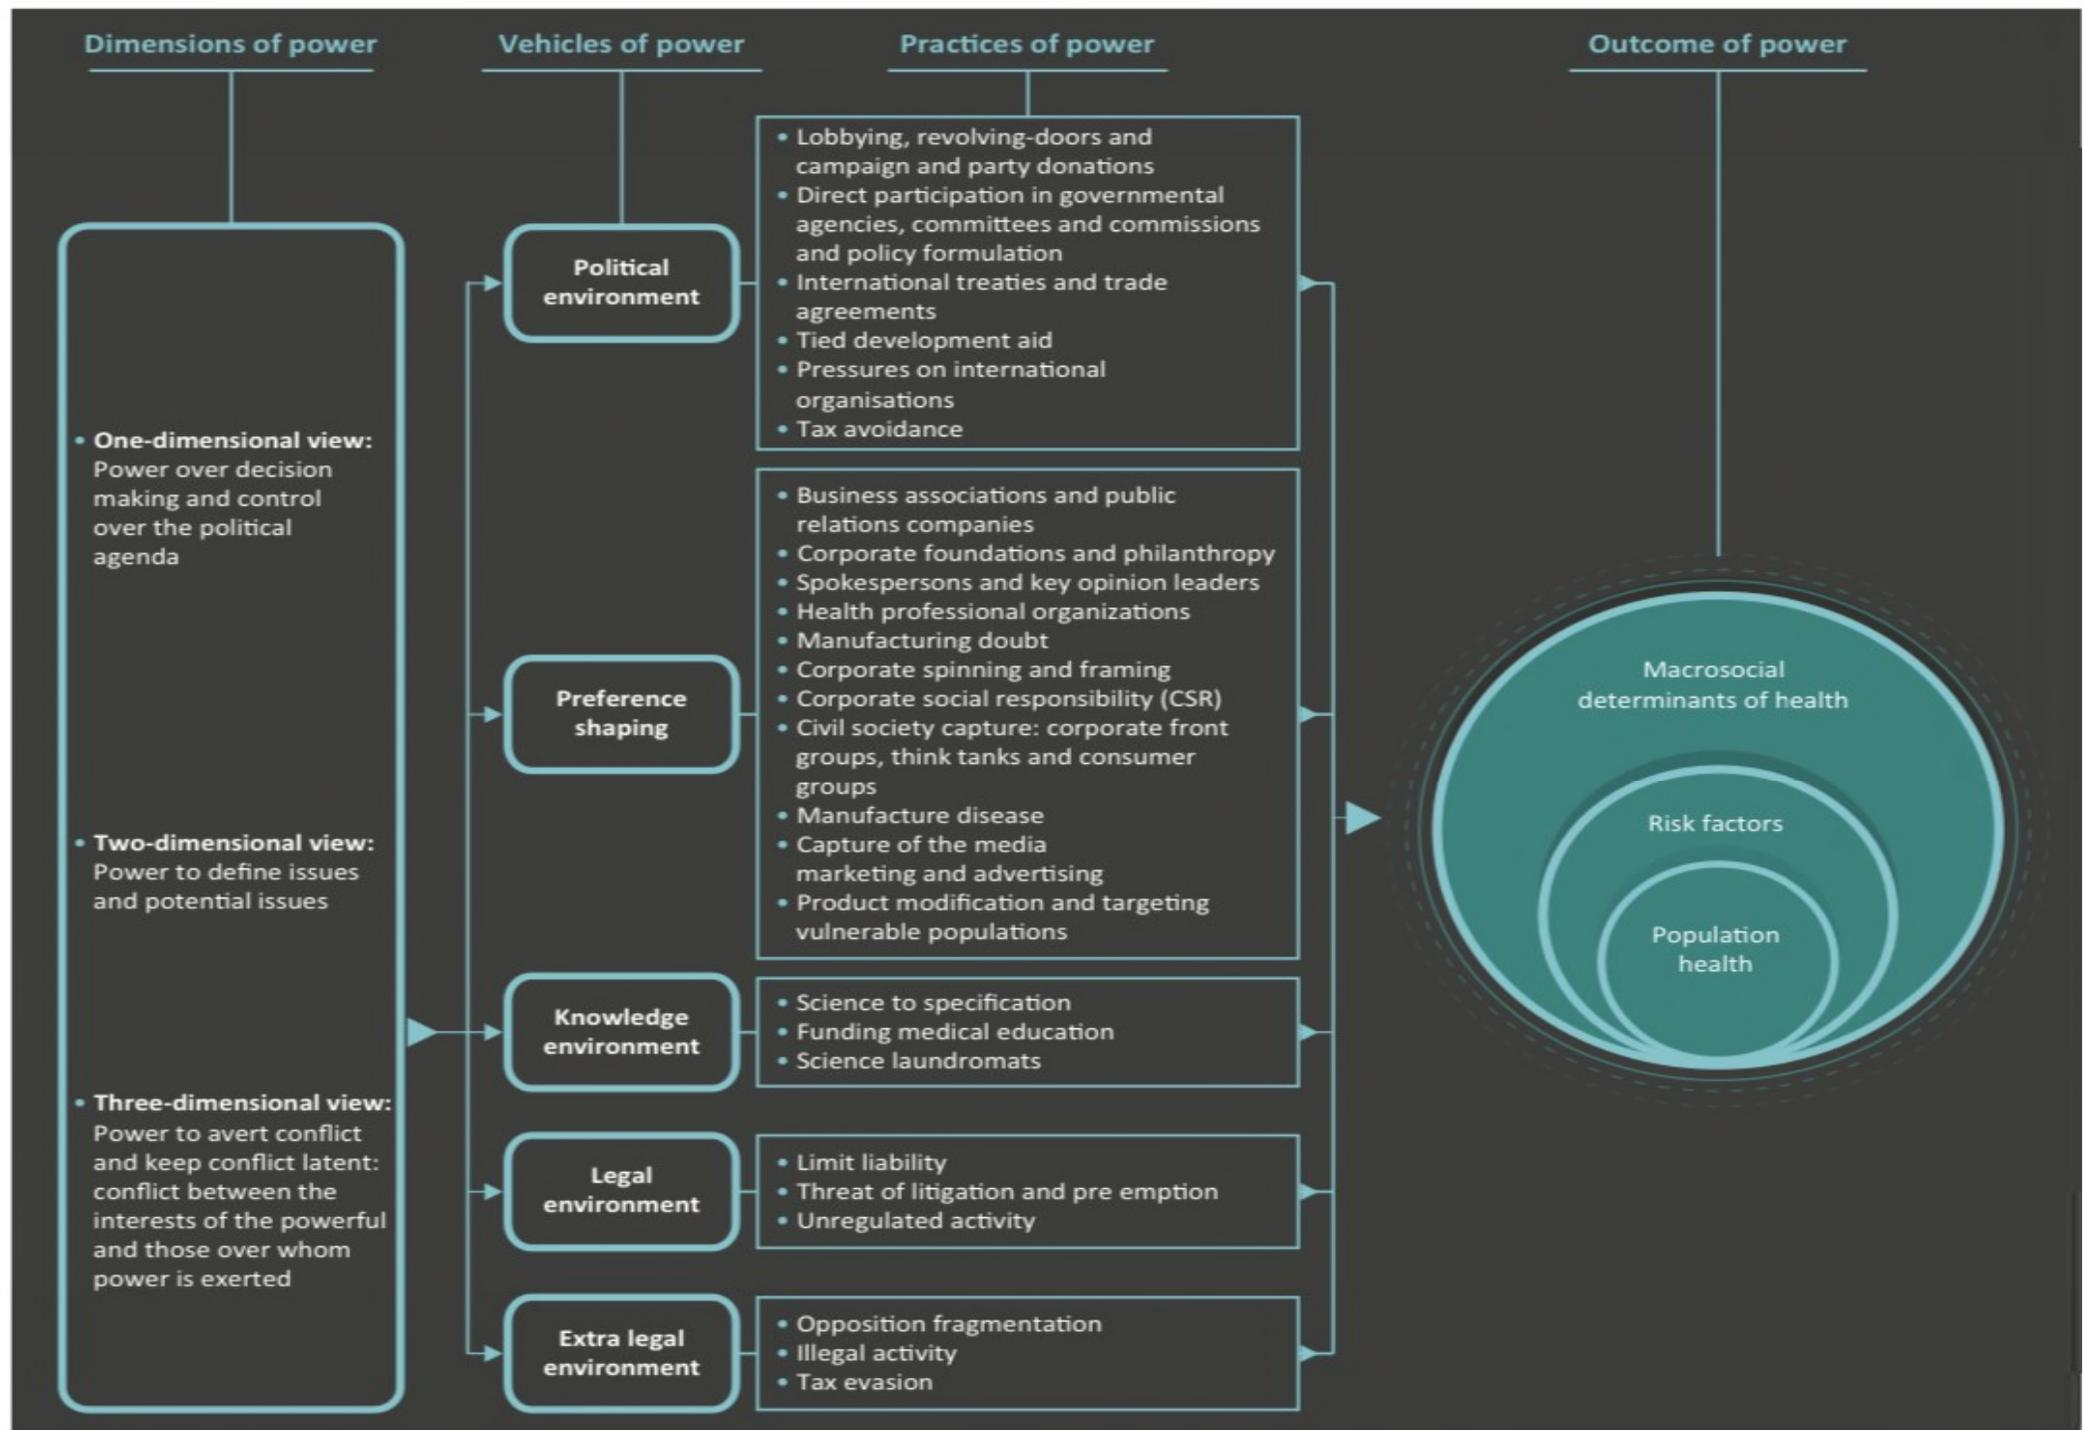 Dimensions of power
Vehicles of power
Practices of power
Outcome of power
• One-dimensional view:
Power over decision
making and control
over the political
agenda
• Two-dimensional view:
Power to define issues
and potential issues
• Three-dimensional view:
Power to avert conflict
and keep conflict latent:
conflict between the
interests of the powerful
and those over whom
power is exerted
Political
environment
• Lobbying, revolving-doors and
campaign and party donations
• Direct participation in governmental
agencies, committees and commissions
and policy formulation
• International treaties and trade
agreements
• Tied development aid
• Pressures on international
organisations
• Tax avoidance
Preference
shaping
• Business associations and public
relations companies
• Corporate foundations and philanthropy
• Spokespersons and key opinion leaders
• Health professional organizations
• Manufacturing doubt
• Corporate spinning and framing
• Corporate social responsibility (CSR)
• Civil society capture: corporate front
groups, think tanks and consumer
groups
• Manufacture disease
• Capture of the media
marketing and advertising
• Product modification and targeting
vulnerable populations
Knowledge
environment
• Science to specification
• Funding medical education
• Science laundromats
Legal
environment
• Limit liability
• Threat of litigation and pre emption
• Unregulated activity
Extra legal
environment
• Opposition fragmentation
• Illegal activity
• Tax evasion
Macrosocial
determinants of health
Risk factors
Population
health